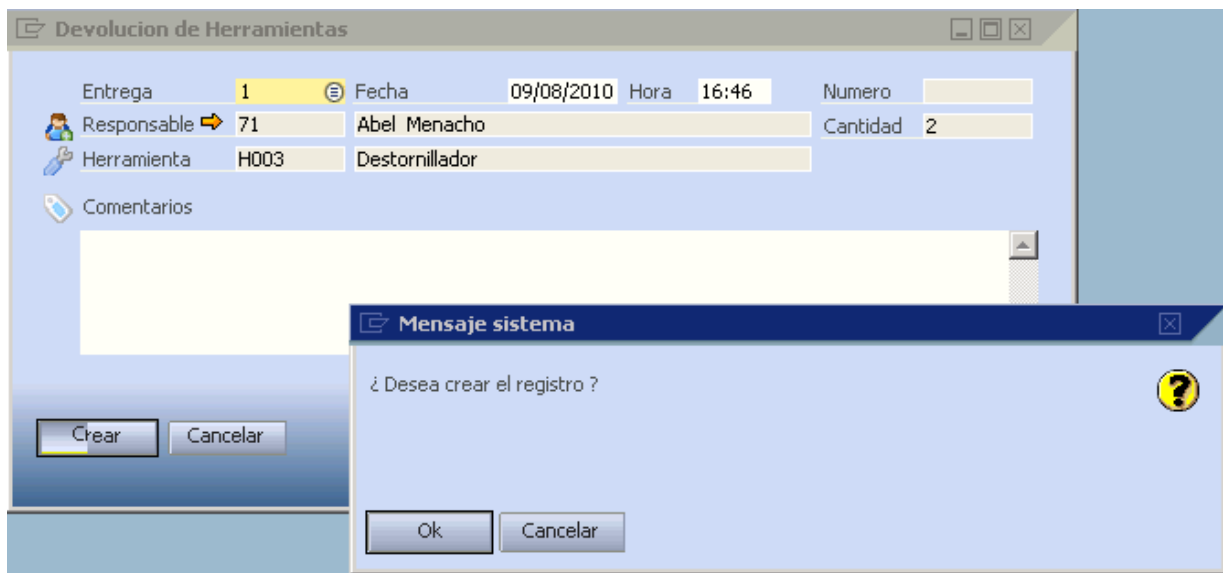 Devolucion de Herramientas
Entrega 1 Fecha 09/08/2010 Hora 16:46 Numero
Responsable 71 Abel Menacho Cantidad 2
Herramienta H003 Destornillador
Comentarios
Mensaje sistema
¿ Desea crear el registro ?
Crear Cancelar
Ok Cancelar